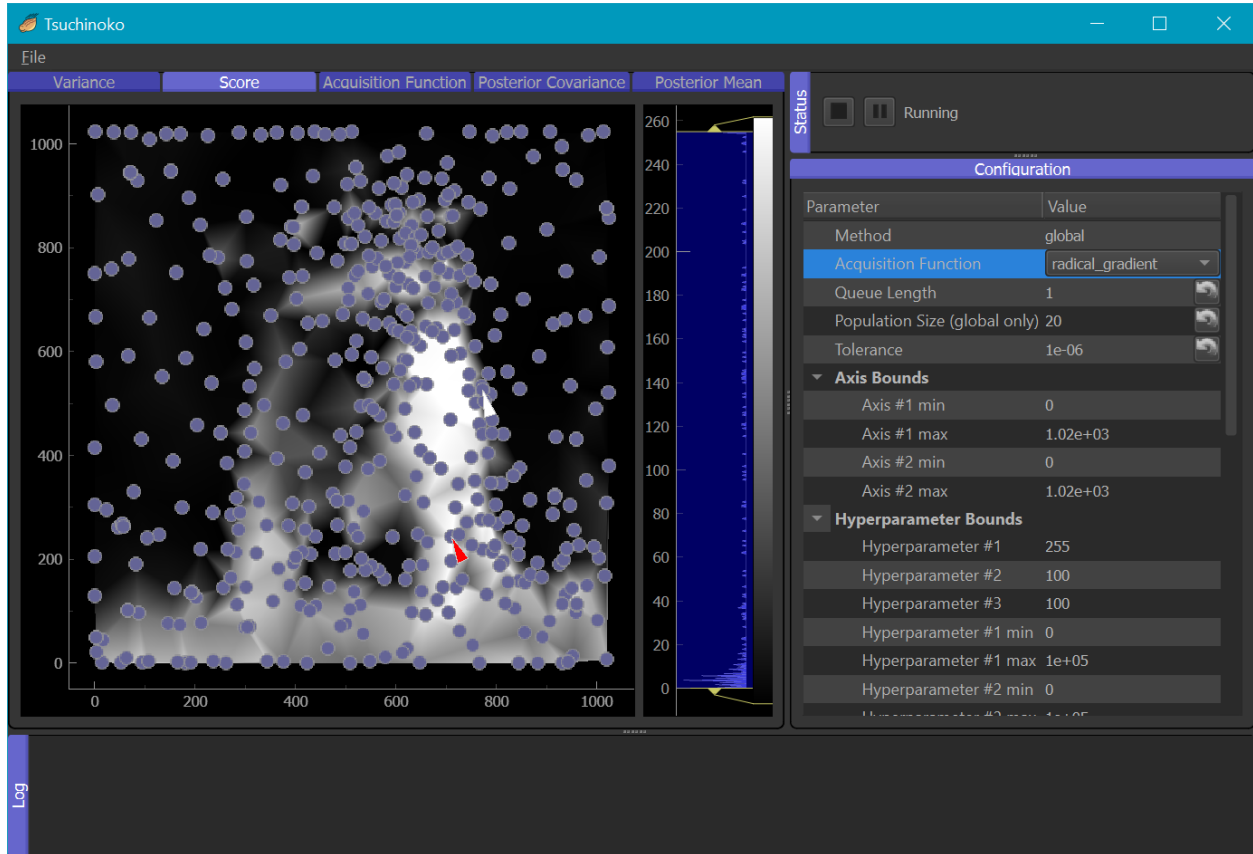 Tsuchinoko
File
Variance Score Acquisition Function Posterior Covariance Posterior Mean
1000
800
600
400
200
0
0 200 400 600 800 1000
260
240
220
200
180
160
140
120
100
80
60
40
20
0
Status
Running
Configuration
Parameter Value
Method global
Acquisition Function radical_gradient
Queue Length 1
Population Size (global only) 20
Tolerance 1e-06
Axis Bounds
Axis #1 min 0
Axis #1 max 1.02e+03
Axis #2 min 0
Axis #2 max 1.02e+03
Hyperparameter Bounds
Hyperparameter #1 255
Hyperparameter #2 100
Hyperparameter #3 100
Hyperparameter #1 min 0
Hyperparameter #1 max 1e+05
Hyperparameter #2 min 0
Log